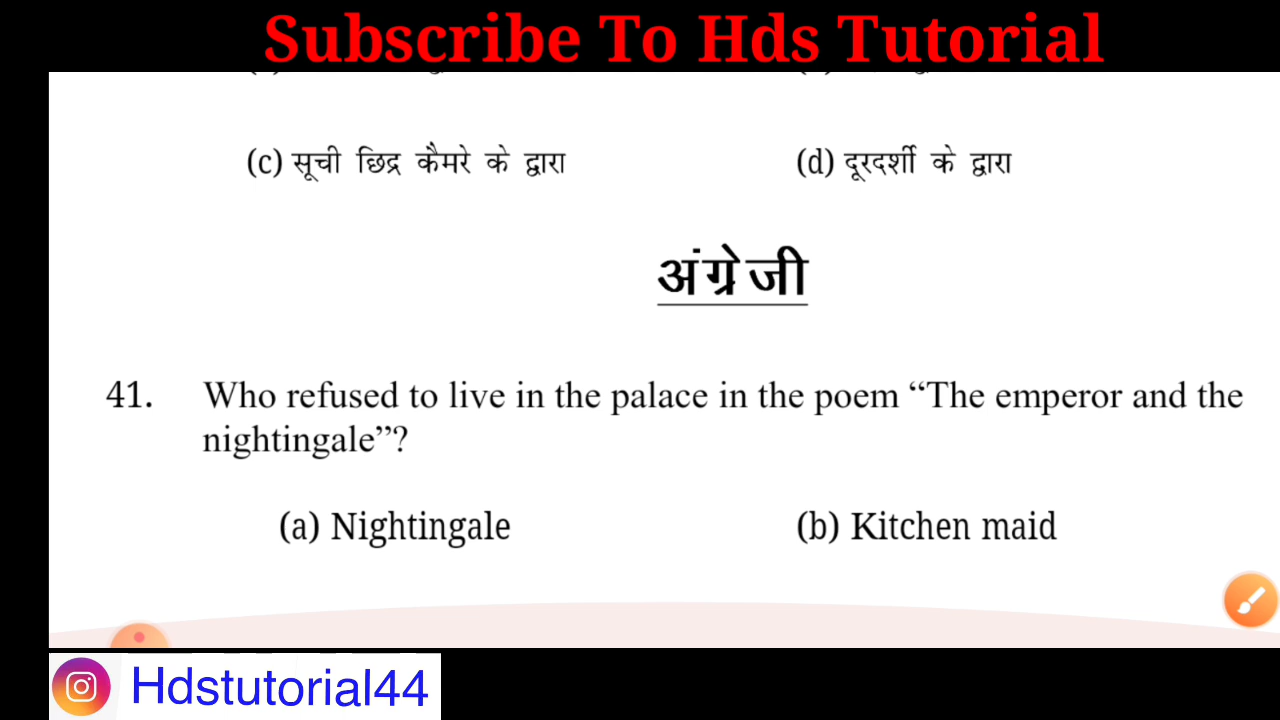 Subscribe To Hds Tutorial
(c) सूची छिद्र कैमरे के द्वारा (d) दूरदर्शी के द्वारा
अंग्रेजी
41. Who refused to live in the palace in the poem “The emperor and the
nightingale”?
(a) Nightingale (b) Kitchen maid
Hdstutorial44